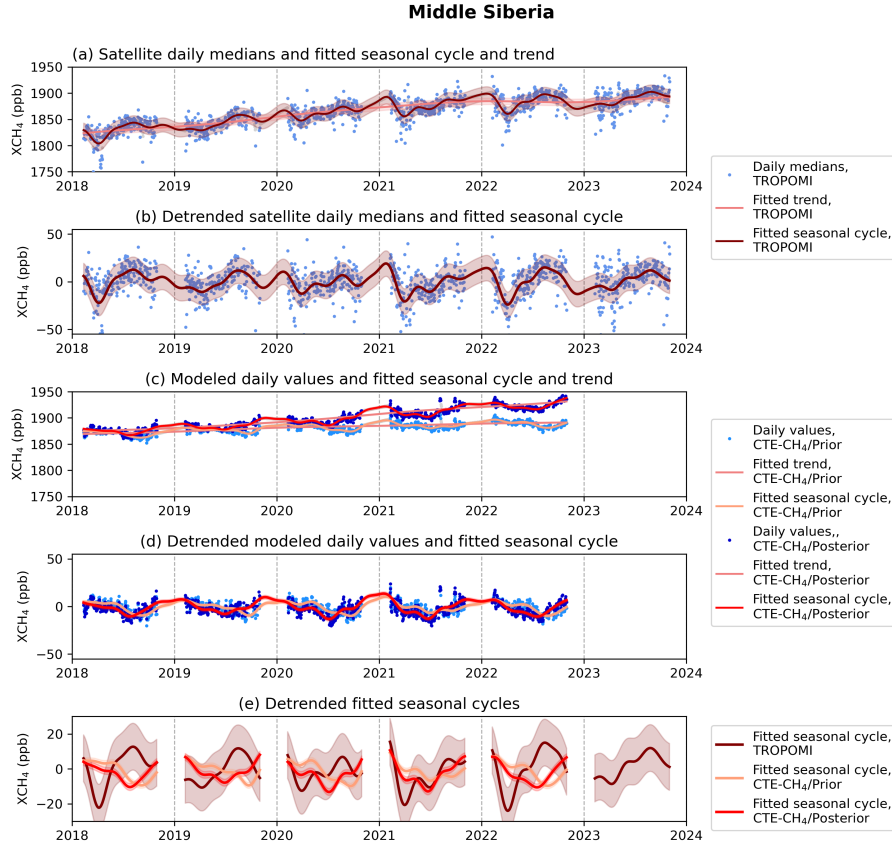 Middle Siberia
(a) Satellite daily medians and fitted seasonal cycle and trend
XCH₄ (ppb)
1950
1900
1850
1800
1750
2018 2019 2020 2021 2022 2023 2024
Daily medians,
TROPOMI
Fitted trend,
TROPOMI
Fitted seasonal cycle,
TROPOMI
(b) Detrended satellite daily medians and fitted seasonal cycle
XCH₄ (ppb)
50
0
−50
2018 2019 2020 2021 2022 2023 2024
(c) Modeled daily values and fitted seasonal cycle and trend
XCH₄ (ppb)
1950
1900
1850
1800
1750
2018 2019 2020 2021 2022 2023 2024
Daily values,
CTE-CH₄/Prior
Fitted trend,
CTE-CH₄/Prior
Fitted seasonal cycle,
CTE-CH₄/Prior
Daily values,,
CTE-CH₄/Posterior
Fitted trend,
CTE-CH₄/Posterior
Fitted seasonal cycle,
CTE-CH₄/Posterior
(d) Detrended modeled daily values and fitted seasonal cycle
XCH₄ (ppb)
50
0
−50
2018 2019 2020 2021 2022 2023 2024
(e) Detrended fitted seasonal cycles
XCH₄ (ppb)
20
0
−20
2018 2019 2020 2021 2022 2023 2024
Fitted seasonal cycle,
TROPOMI
Fitted seasonal cycle,
CTE-CH₄/Prior
Fitted seasonal cycle,
CTE-CH₄/Posterior